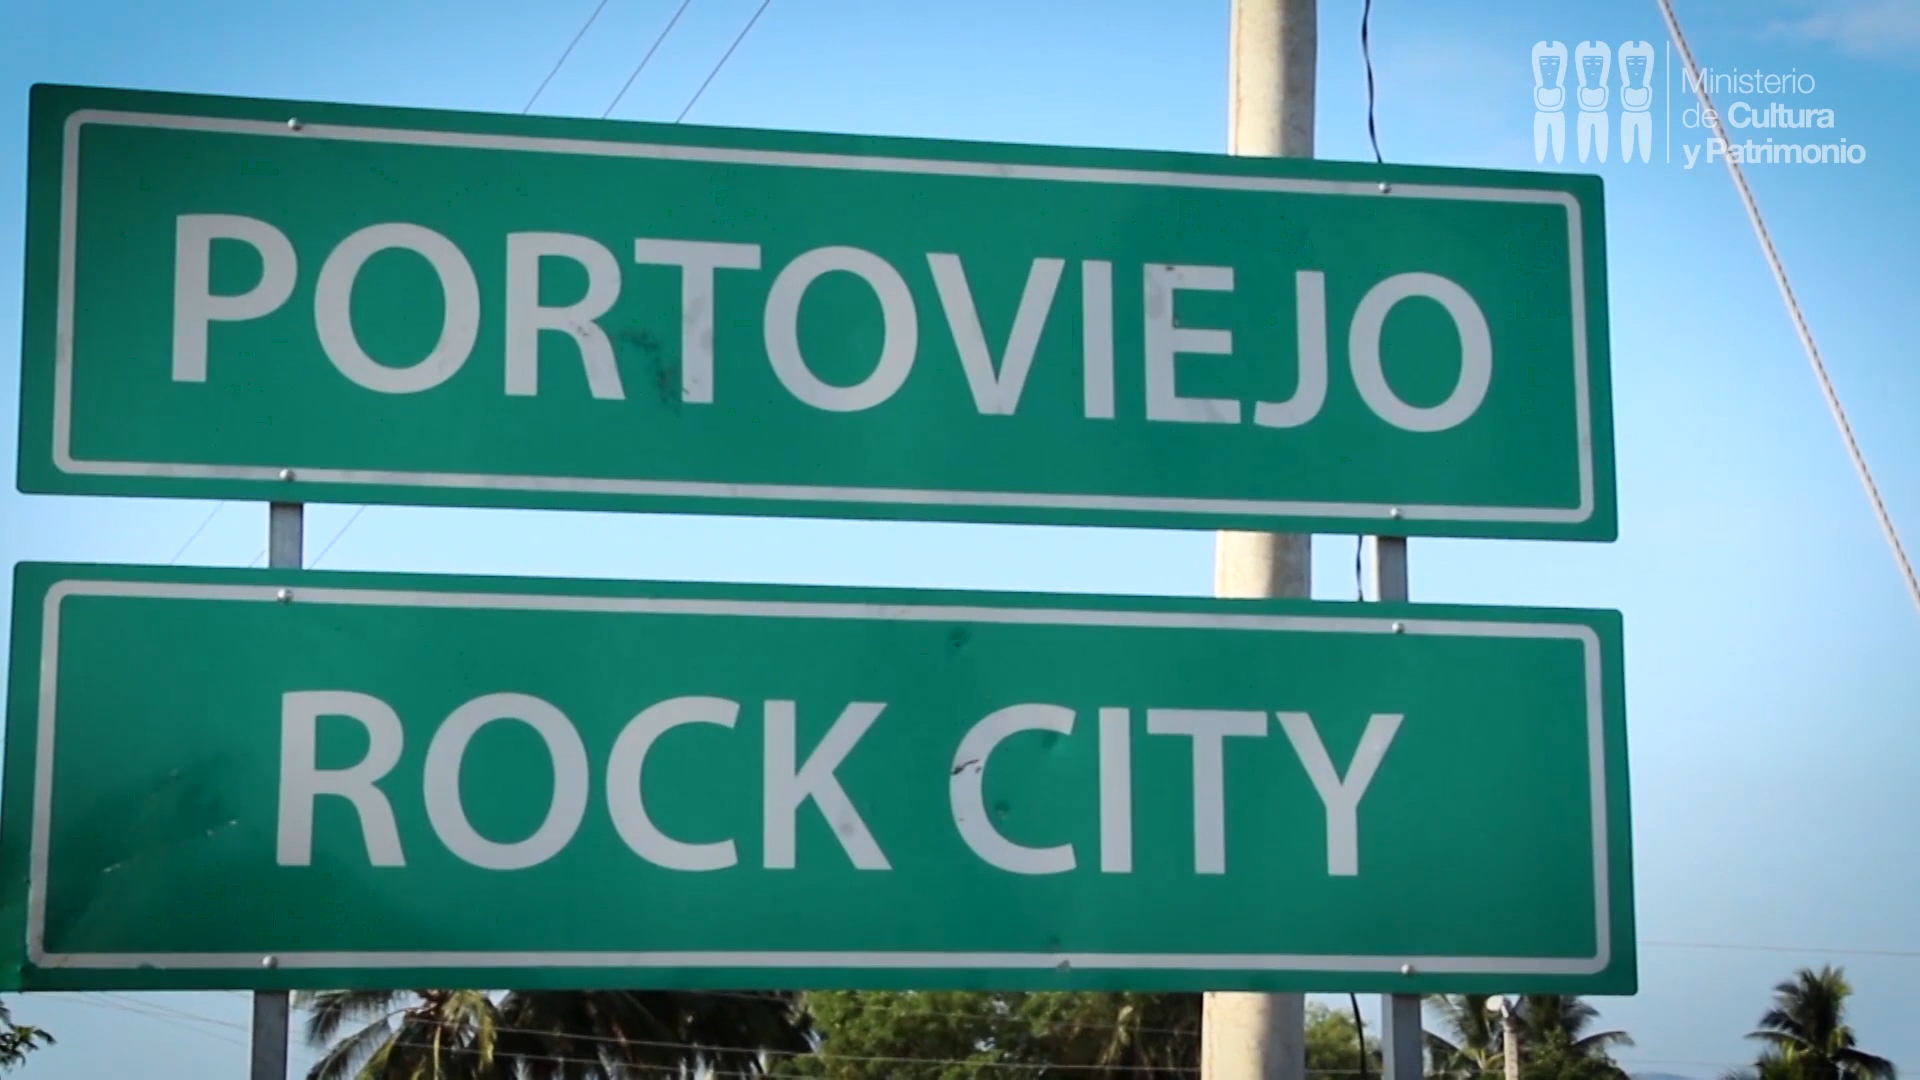 PORTOVIEJO
ROCK CITY
Ministerio
de Cultura
y Patrimonio